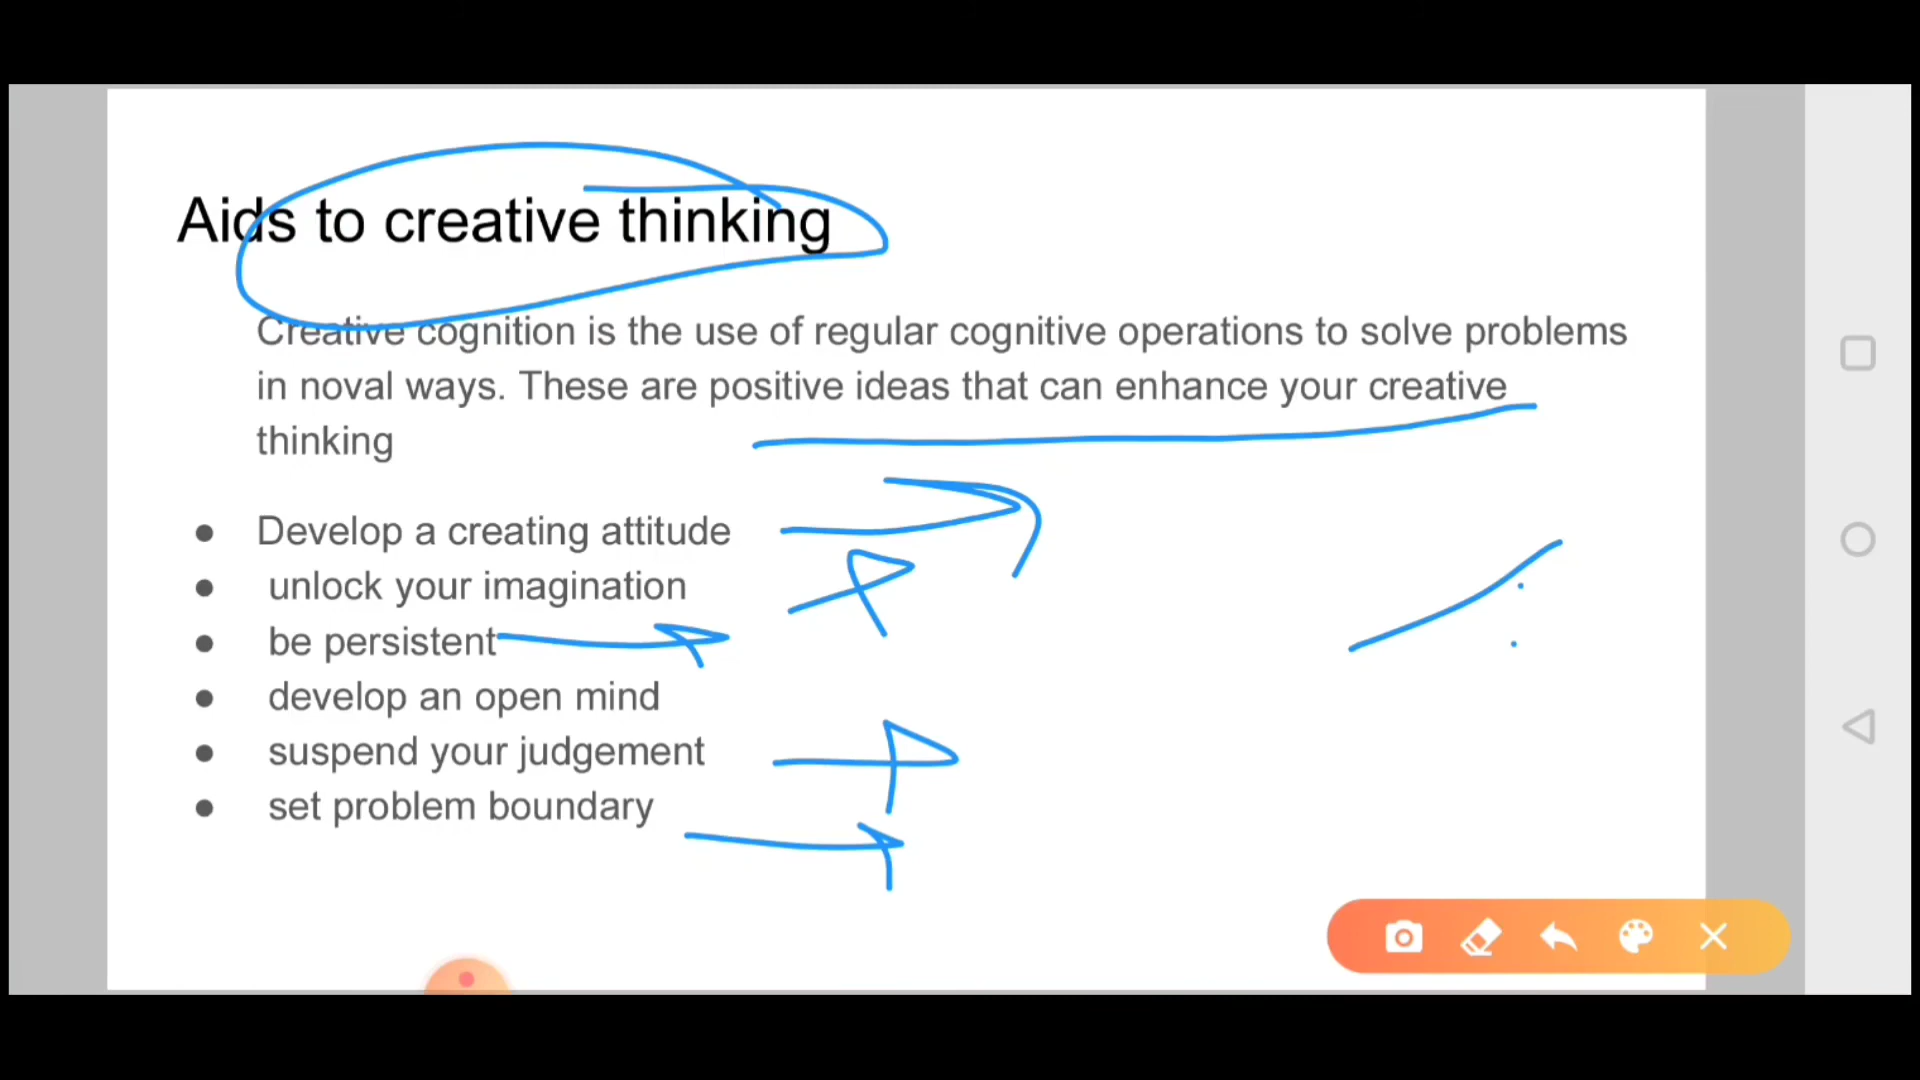 Aids to creative thinking
Creative cognition is the use of regular cognitive operations to solve problems
in noval ways. These are positive ideas that can enhance your creative
thinking
● Develop a creating attitude
● unlock your imagination
● be persistent
● develop an open mind
● suspend your judgement
● set problem boundary